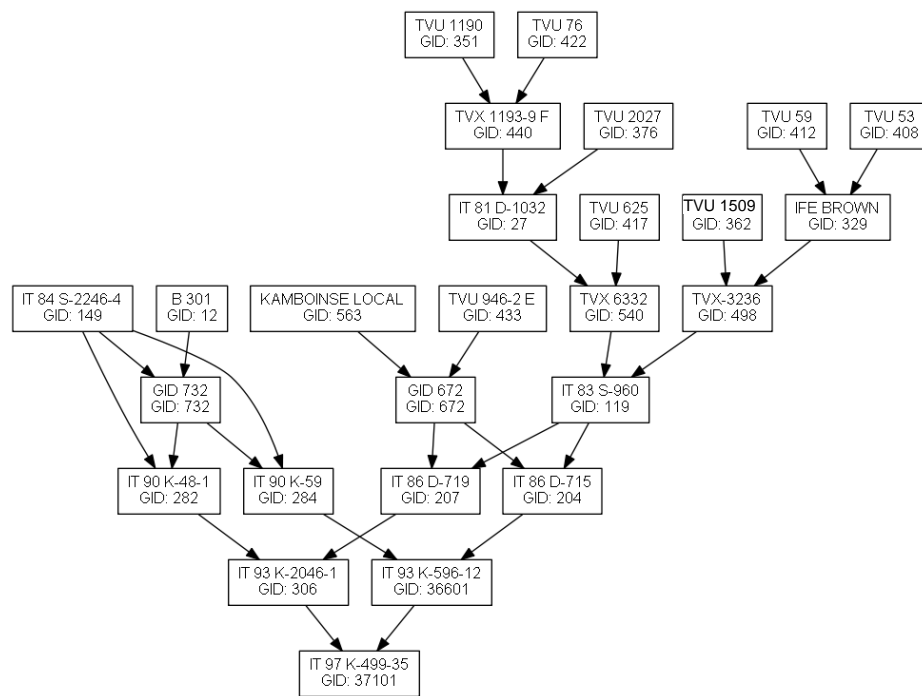 TVU 1190
GID: 351
TVU 76
GID: 422
TVX 1193-9 F
GID: 440
TVU 2027
GID: 376
TVU 59
GID: 412
TVU 53
GID: 408
IT 81 D-1032
GID: 27
TVU 625
GID: 417
TVU 1509
GID: 362
IFE BROWN
GID: 329
IT 84 S-2246-4
GID: 149
B 301
GID: 12
KAMBOINSE LOCAL
GID: 563
TVU 946-2 E
GID: 433
TVX 6332
GID: 540
TVX-3236
GID: 498
GID 732
GID: 732
GID 672
GID: 672
IT 83 S-960
GID: 119
IT 90 K-48-1
GID: 282
IT 90 K-59
GID: 284
IT 86 D-719
GID: 207
IT 86 D-715
GID: 204
IT 93 K-2046-1
GID: 306
IT 93 K-596-12
GID: 36601
IT 97 K-499-35
GID: 37101